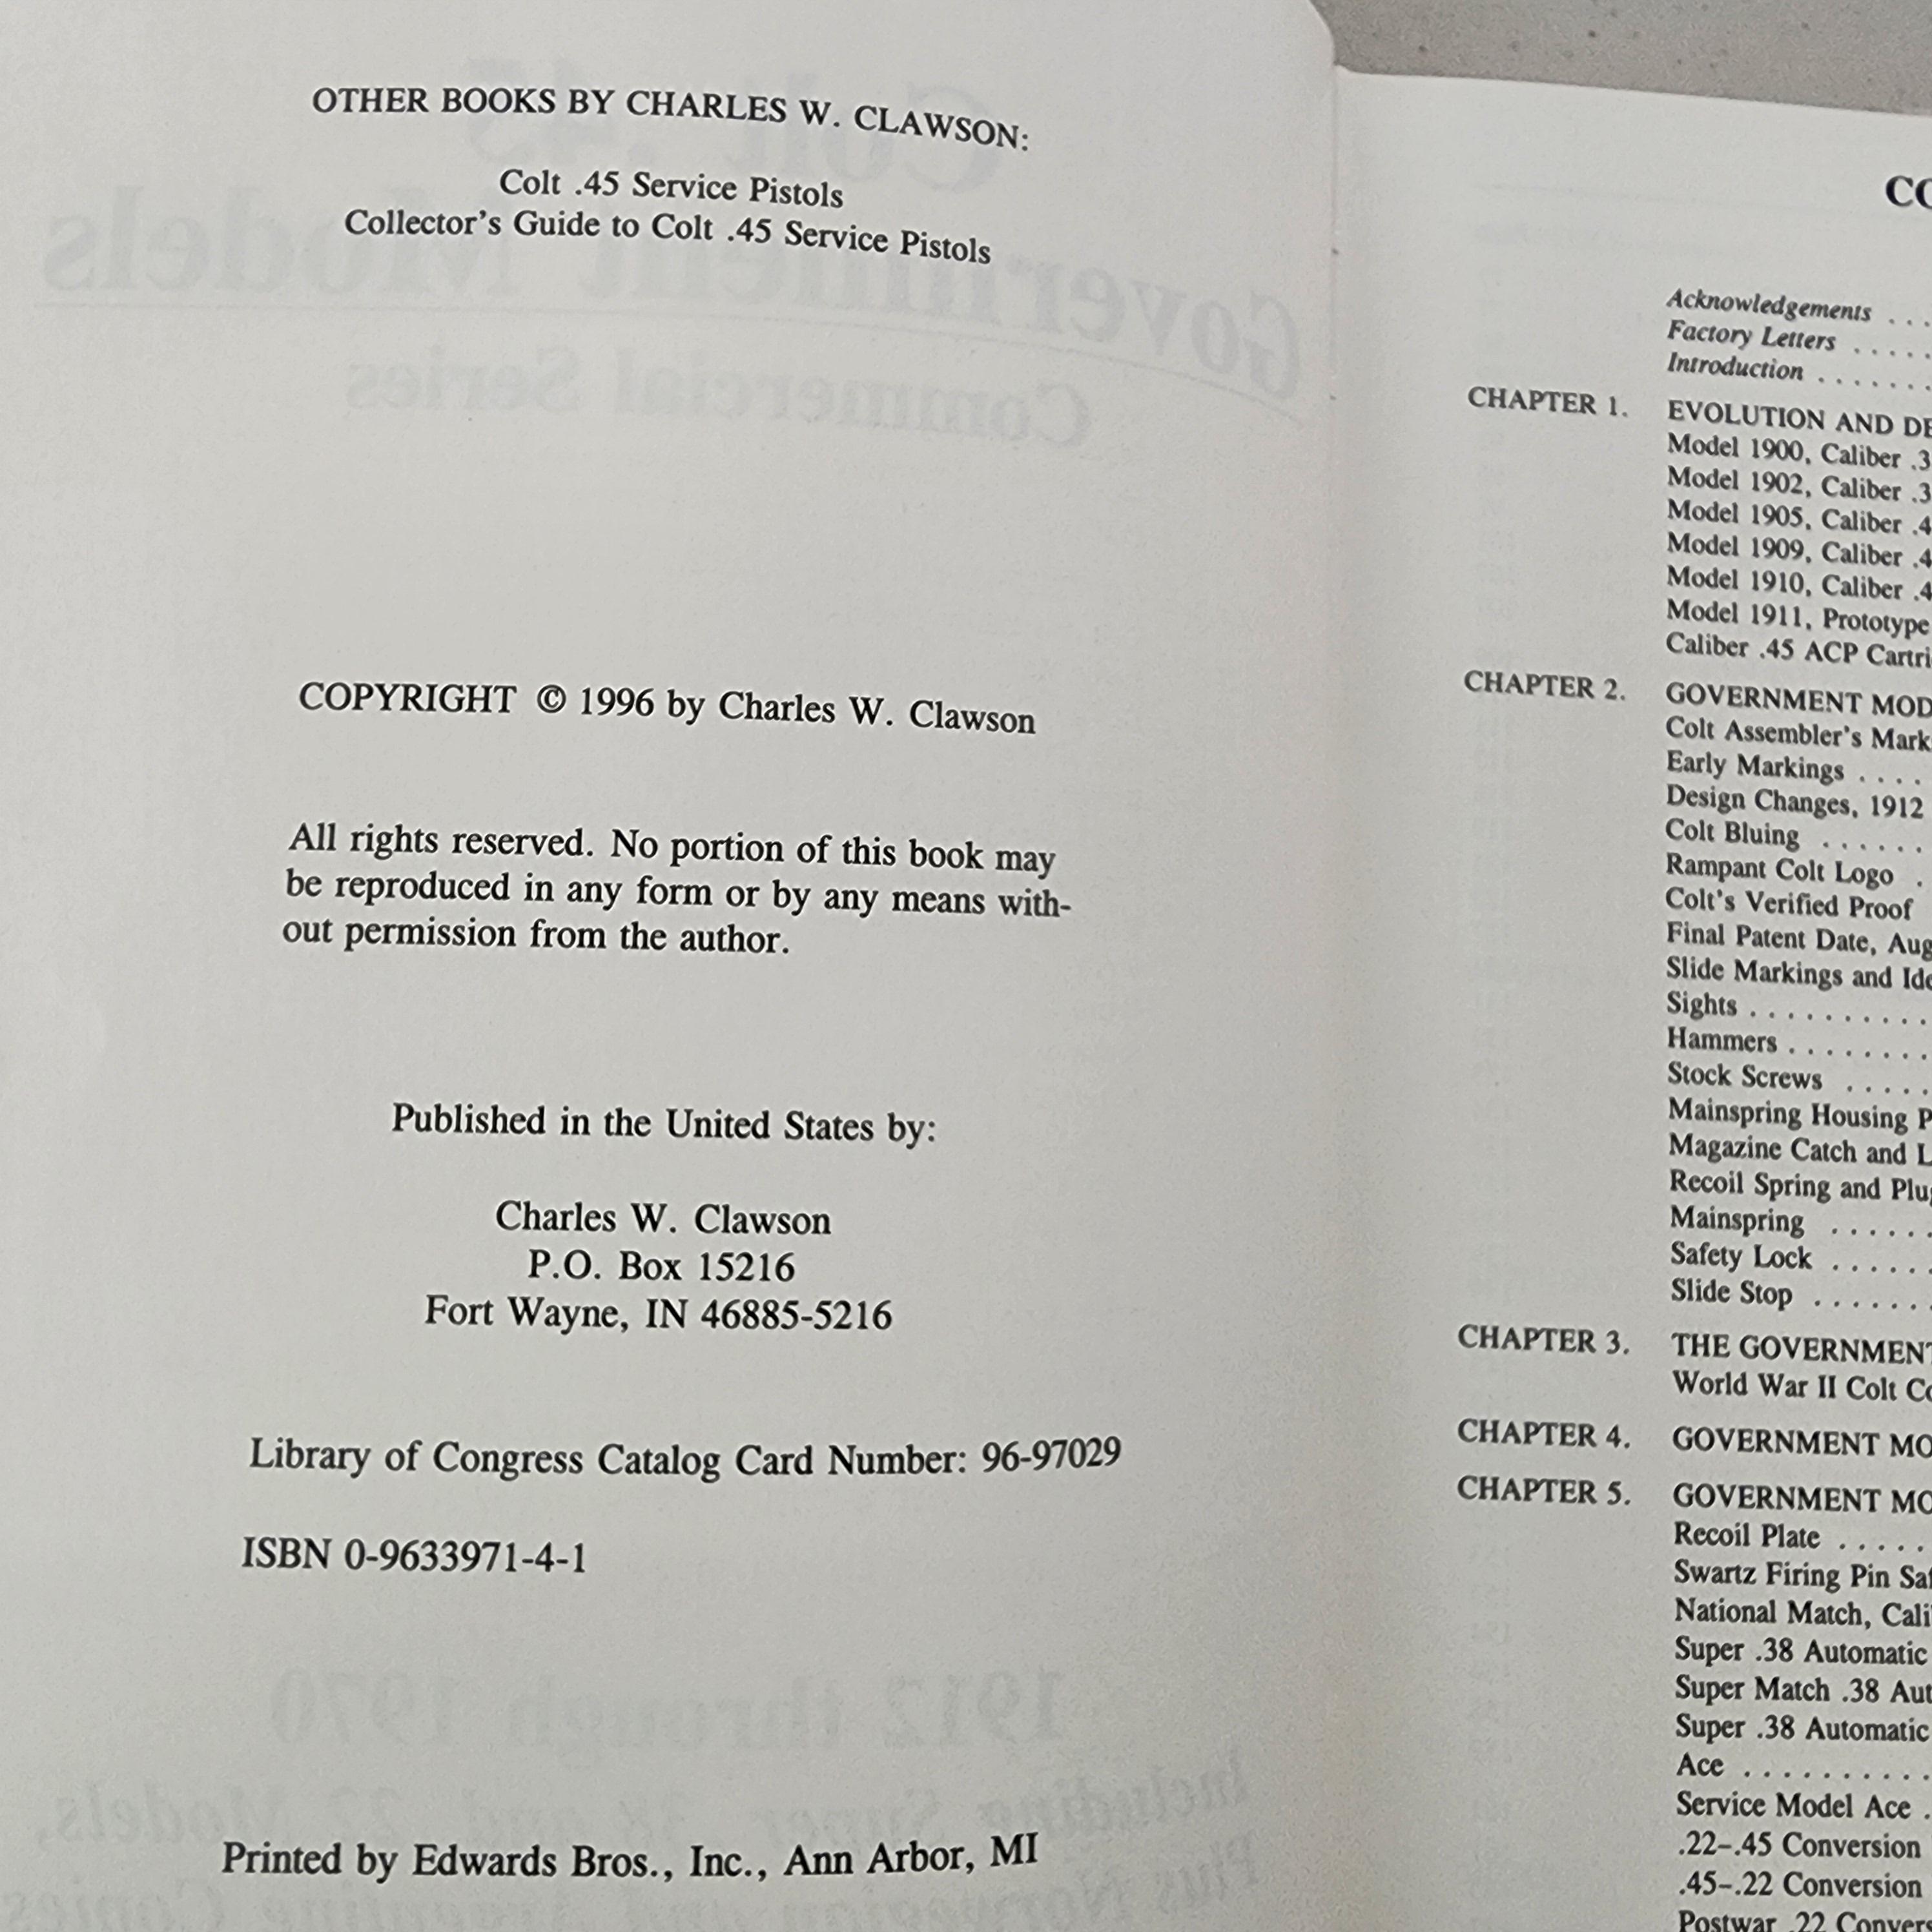 OTHER BOOKS BY CHARLES W. CLAWSON:
Colt .45 Service Pistols
Collector's Guide to Colt .45 Service Pistols
COPYRIGHT © 1996 by Charles W. Clawson
All rights reserved. No portion of this book may
be reproduced in any form or by any means with-
out permission from the author.
Published in the United States by:
Charles W. Clawson
P.O. Box 15216
Fort Wayne, IN 46885-5216
Library of Congress Catalog Card Number: 96-97029
ISBN 0-9633971-4-1
Printed by Edwards Bros., Inc., Ann Arbor, MI
Acknowledgements . . .
Factory Letters . . . . .
Introduction . . . . . . .
CHAPTER 1. EVOLUTION AND
Model 1900, Caliber
Model 1902, Caliber
Model 1905, Caliber
Model 1909, Caliber
Model 1910, Caliber
Model 1911, Prototype
Caliber .45 ACP
CHAPTER 2. GOVERNMENT
Colt Assembler's
Early Markings . . . .
Design Changes, 1912
Colt Bluing . . . . . .
Rampant Colt Logo .
Colt's Verified Proof
Final Patent Date,
Slide Markings and
Sights . . . . . . . . . .
Hammers . . . . . . . .
Stock Screws . . . . .
Mainspring Housing
Magazine Catch and
Recoil Spring and
Mainspring . . . . . .
Safety Lock . . . . . .
Slide Stop . . . . . . .
CHAPTER 3. THE
World War II Colt
CHAPTER 4. GOVERNMENT
CHAPTER 5. GOVERNMENT
Recoil Plate . . . . .
Swartz Firing Pin
National Match,
Super .38 Automatic
Super Match .38
Super .38 Automatic
Ace . . . . . . . . . .
Service Model Ace .
.22–.45 Conversion
.45–.22 Conversion
Postwar .22